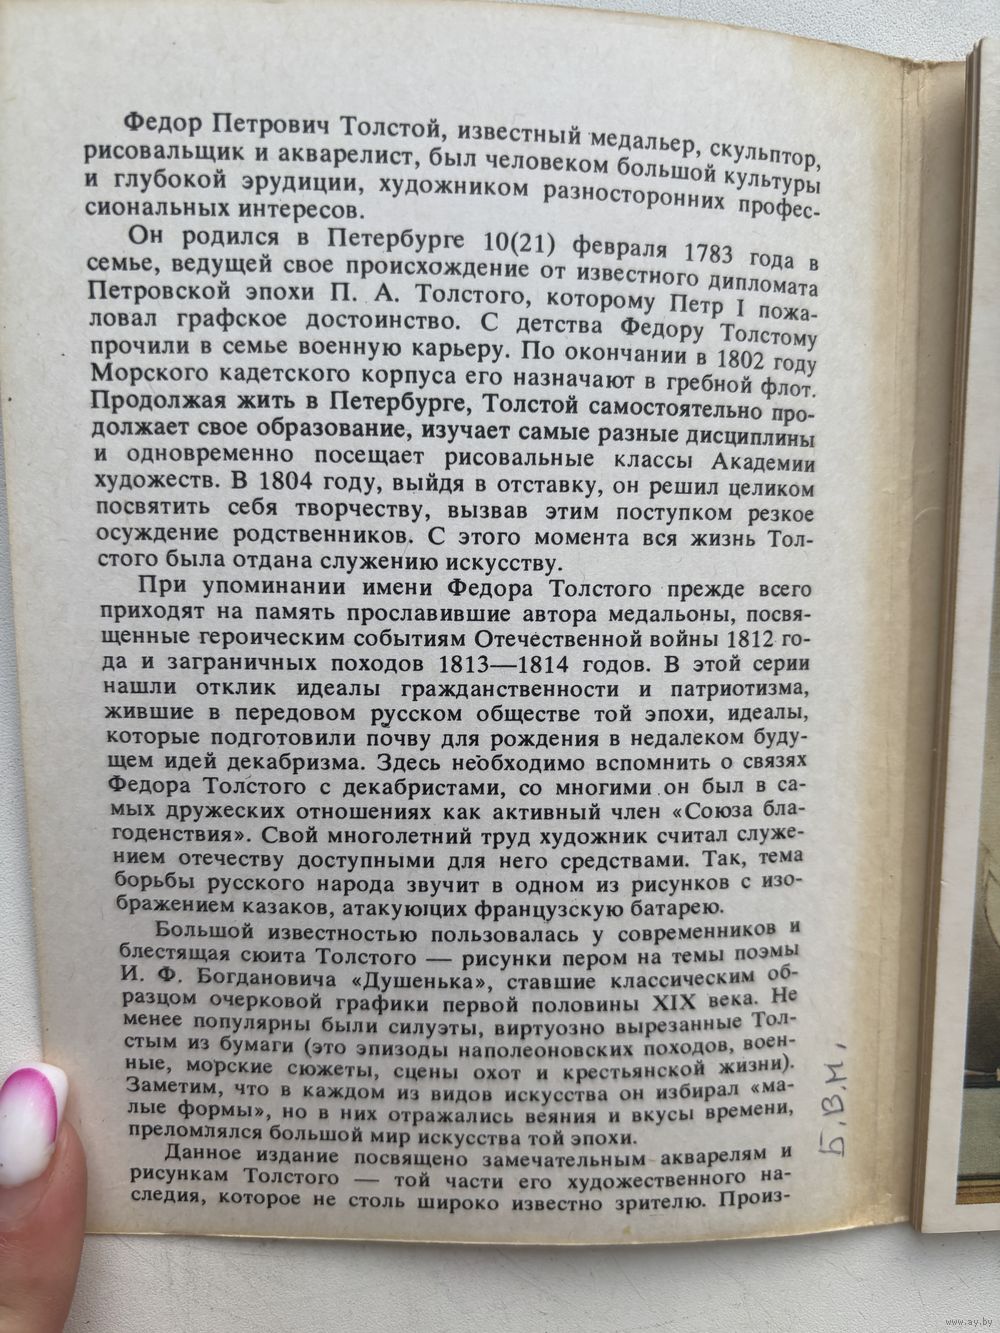 Федор Петрович Толстой, известный медальер, скульптор,
рисовальщик и акварелист, был человеком большой культуры
и глубокой эрудиции, художником разносторонних профес-
сиональных интересов.
Он родился в Петербурге 10(21) февраля 1783 года в
семье, ведущей свое происхождение от известного дипломата
Петровской эпохи П. А. Толстого, которому Петр I пожа-
ловал графское достоинство. С детства Федору Толстому
прочили в семье военную карьеру. По окончании в 1802 году
Морского кадетского корпуса его назначают в гребной флот.
Продолжая жить в Петербурге, Толстой самостоятельно про-
должает свое образование, изучает самые разные дисциплины
и одновременно посещает рисовальные классы Академии
художеств. В 1804 году, выйдя в отставку, он решил целиком
посвятить себя творчеству, вызвав этим поступком резкое
осуждение родственников. С этого момента вся жизнь Тол-
стого была отдана служению искусству.
При упоминании имени Федора Толстого прежде всего
приходят на память прославившие автора медальоны, посвя-
щенные героическим событиям Отечественной войны 1812 го-
да и заграничных походов 1813—1814 годов. В этой серии
нашли отклик идеалы гражданственности и патриотизма,
жившие в передовом русском обществе той эпохи, идеалы,
которые подготовили почву для рождения в недалеком буду-
щем идей декабризма. Здесь необходимо вспомнить о связях
Федора Толстого с декабристами, со многими он был в са-
мых дружеских отношениях как активный член «Союза бла-
годенствия». Свой многолетний труд художник считал служе-
нием отечеству доступными для него средствами. Так, тема
борьбы русского народа звучит в одном из рисунков с изо-
бражением казаков, атакующих французскую батарею.
Большой известностью пользовалась у современников и
блестящая сюита Толстого — рисунки пером на темы поэмы
И. Ф. Богдановича «Душенька», ставшие классическим об-
разцом очерковой графики первой половины XIX века. Не
менее популярны были силуэты, виртуозно вырезанные Тол-
стым из бумаги (это эпизоды наполеоновских походов, воен-
ные, морские сюжеты, сцены охот и крестьянской жизни).
Заметим, что в каждом из видов искусства он избирал «ма-
лые формы», но в них отражались веяния и вкусы времени,
преломлялся большой мир искусства той эпохи.
Данное издание посвящено замечательным акварелям и
рисункам Толстого — той части его художественного на-
следия, которое не столь широко известно зрителю. Произ-
Б.В.М,
www.ay.by